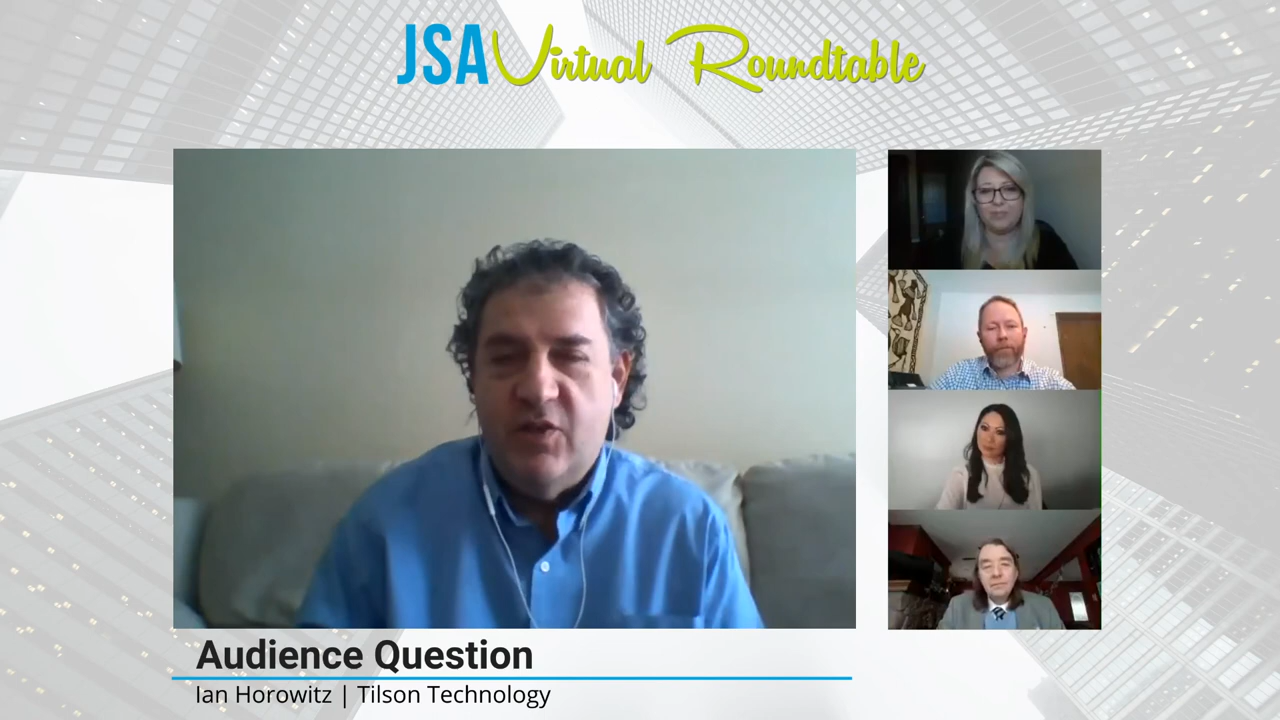 JSA Virtual Roundtable
Audience Question
Ian Horowitz | Tilson Technology